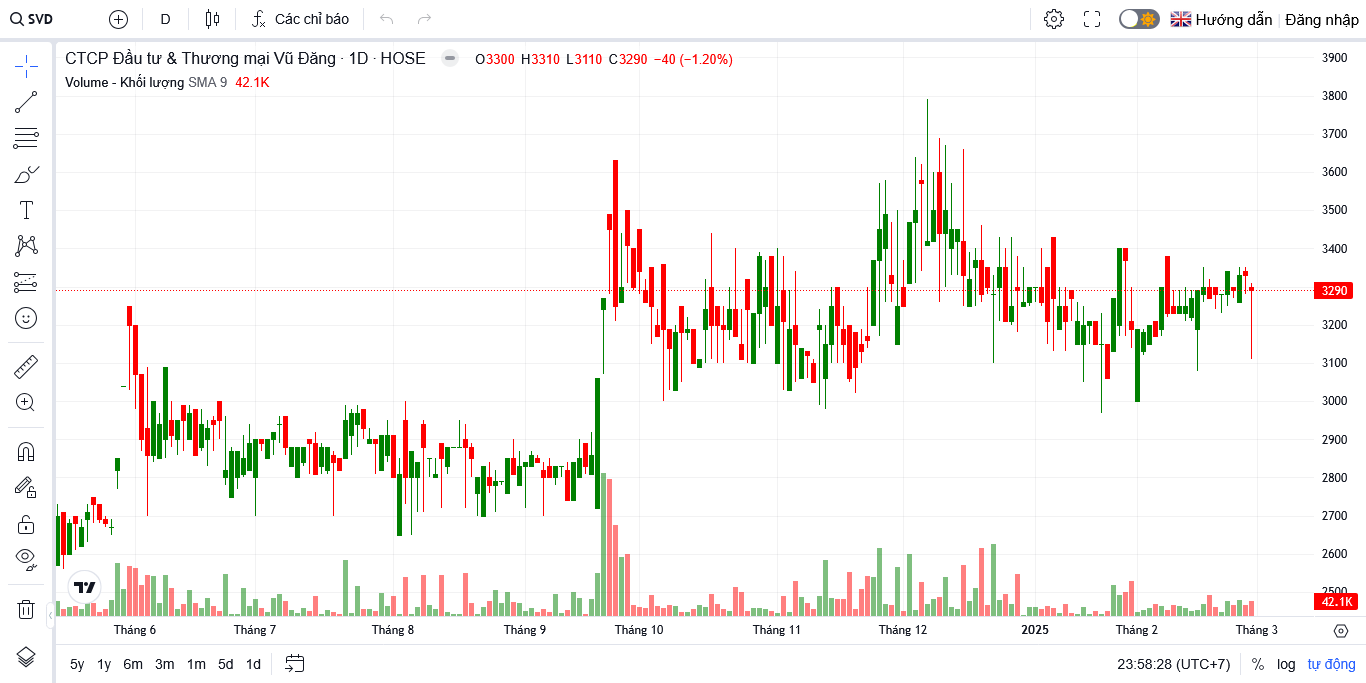 SVD D Các chỉ báo Hướng dẫn Đăng nhập
CTCP Đầu tư & Thương mại Vũ Đăng · 1D · HOSE O3300 H3310 L3110 C3290 −40 (−1.20%)
Volume - Khối lượng SMA 9 42.1K
3900
3800
3700
3600
3500
3400
3290
3200
3100
3000
2900
2800
2700
2600
2500
42.1K
Tháng 6 Tháng 7 Tháng 8 Tháng 9 Tháng 10 Tháng 11 Tháng 12 2025 Tháng 2 Tháng 3
5y 1y 6m 3m 1m 5d 1d 23:58:28 (UTC+7) % log tự động